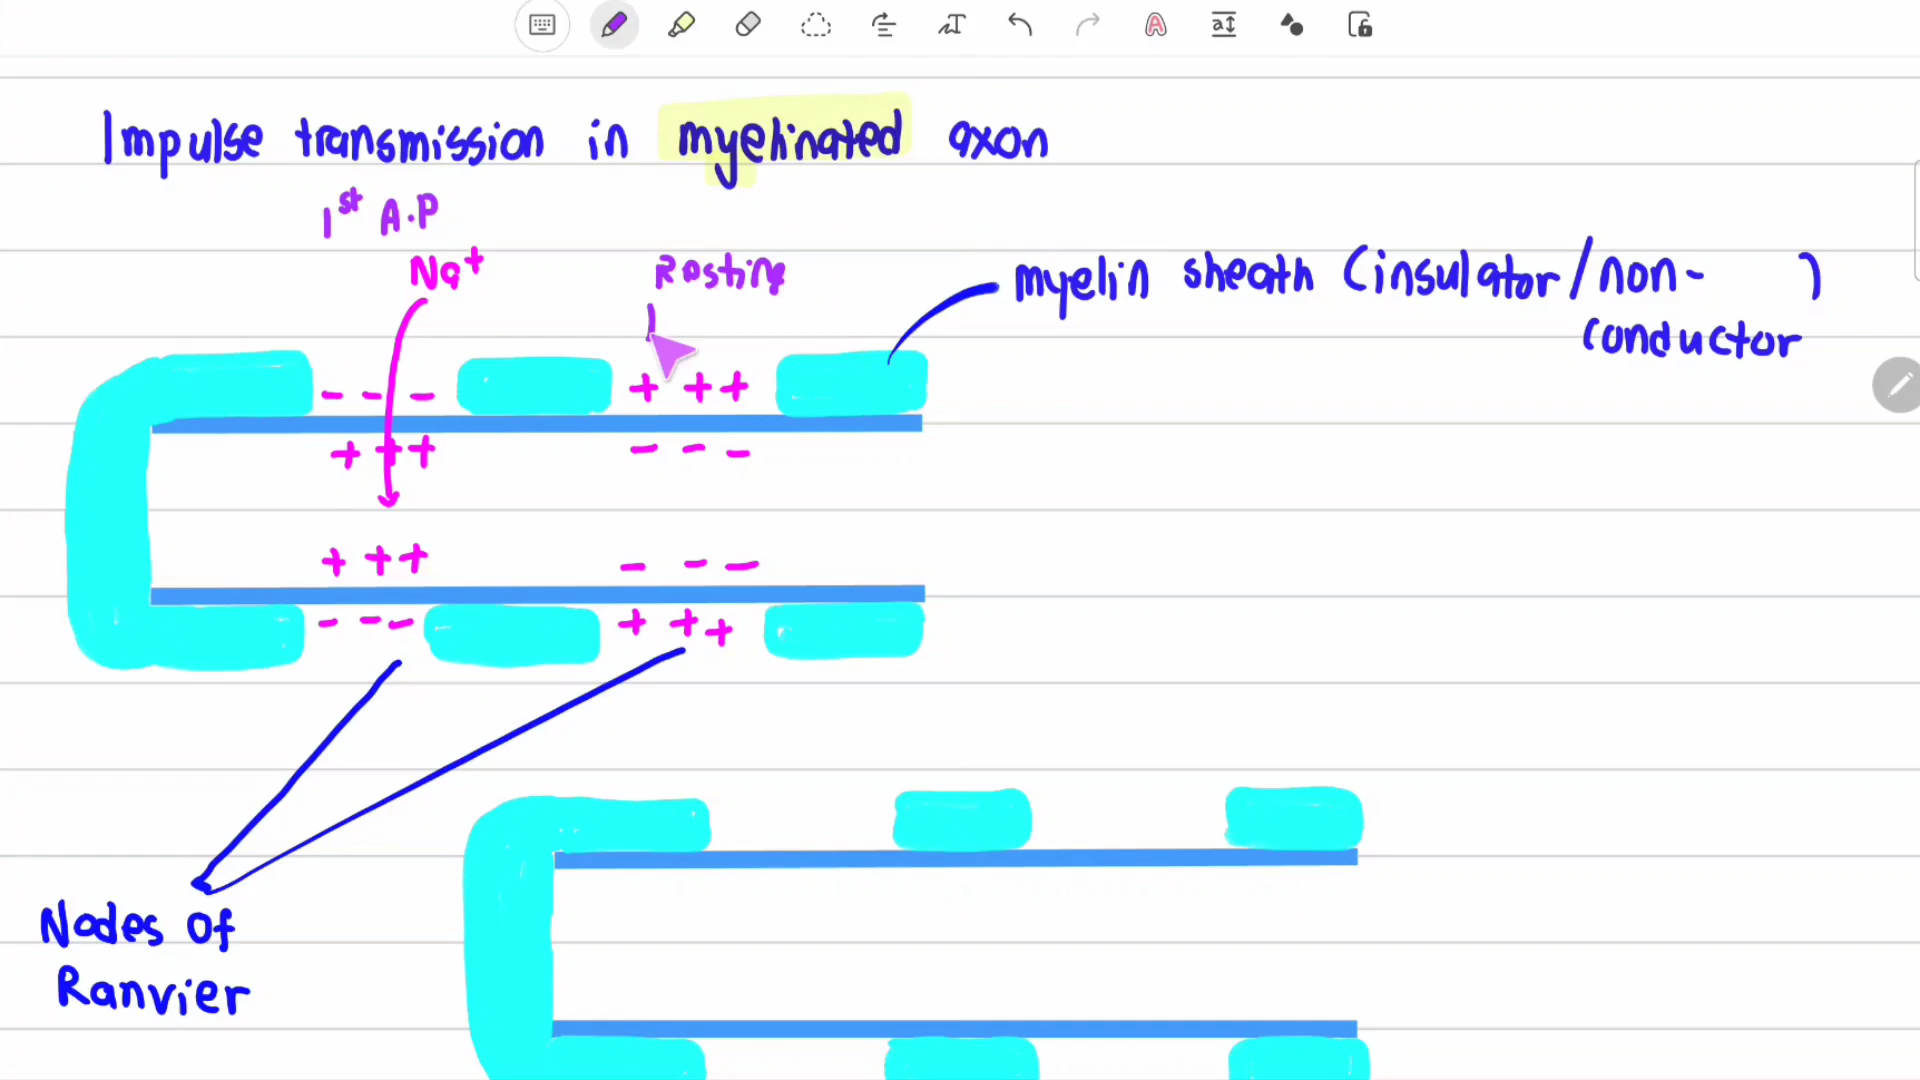 Impulse transmission in myelinated axon
1st A.P
Na+
Resting
myelin sheath (insulator/non- )
conductor
- - -
+ + +
+ + +
- - -
+ + +
- - -
- - -
+ + +
Nodes of
Ranvier